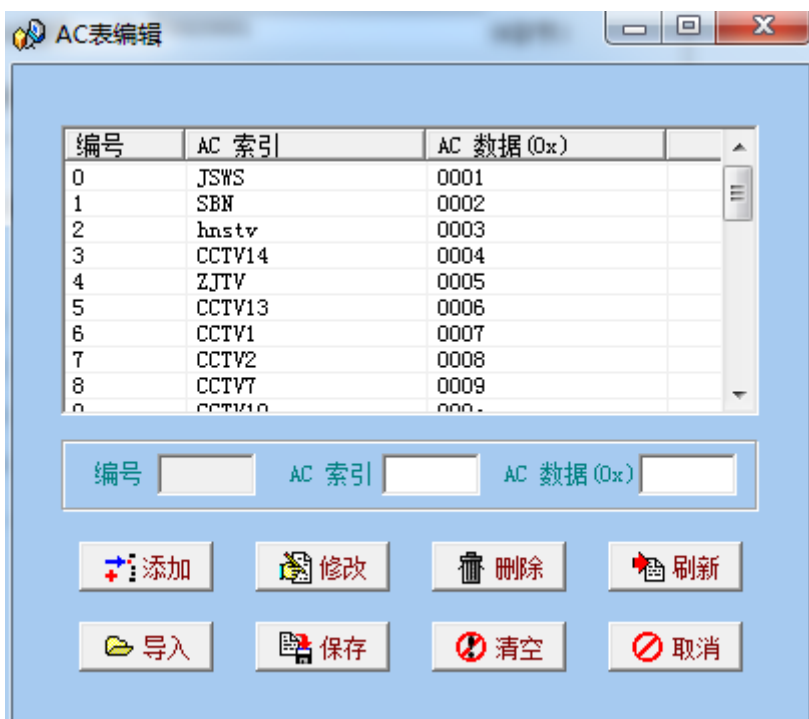 AC表编辑
编号 AC 索引 AC 数据(0x)
0 JSWS 0001
1 SBN 0002
2 hnstv 0003
3 CCTV14 0004
4 ZJTV 0005
5 CCTV13 0006
6 CCTV1 0007
7 CCTV2 0008
8 CCTV7 0009
编号 AC 索引 AC 数据(0x)
添加 修改 删除 刷新
导入 保存 清空 取消